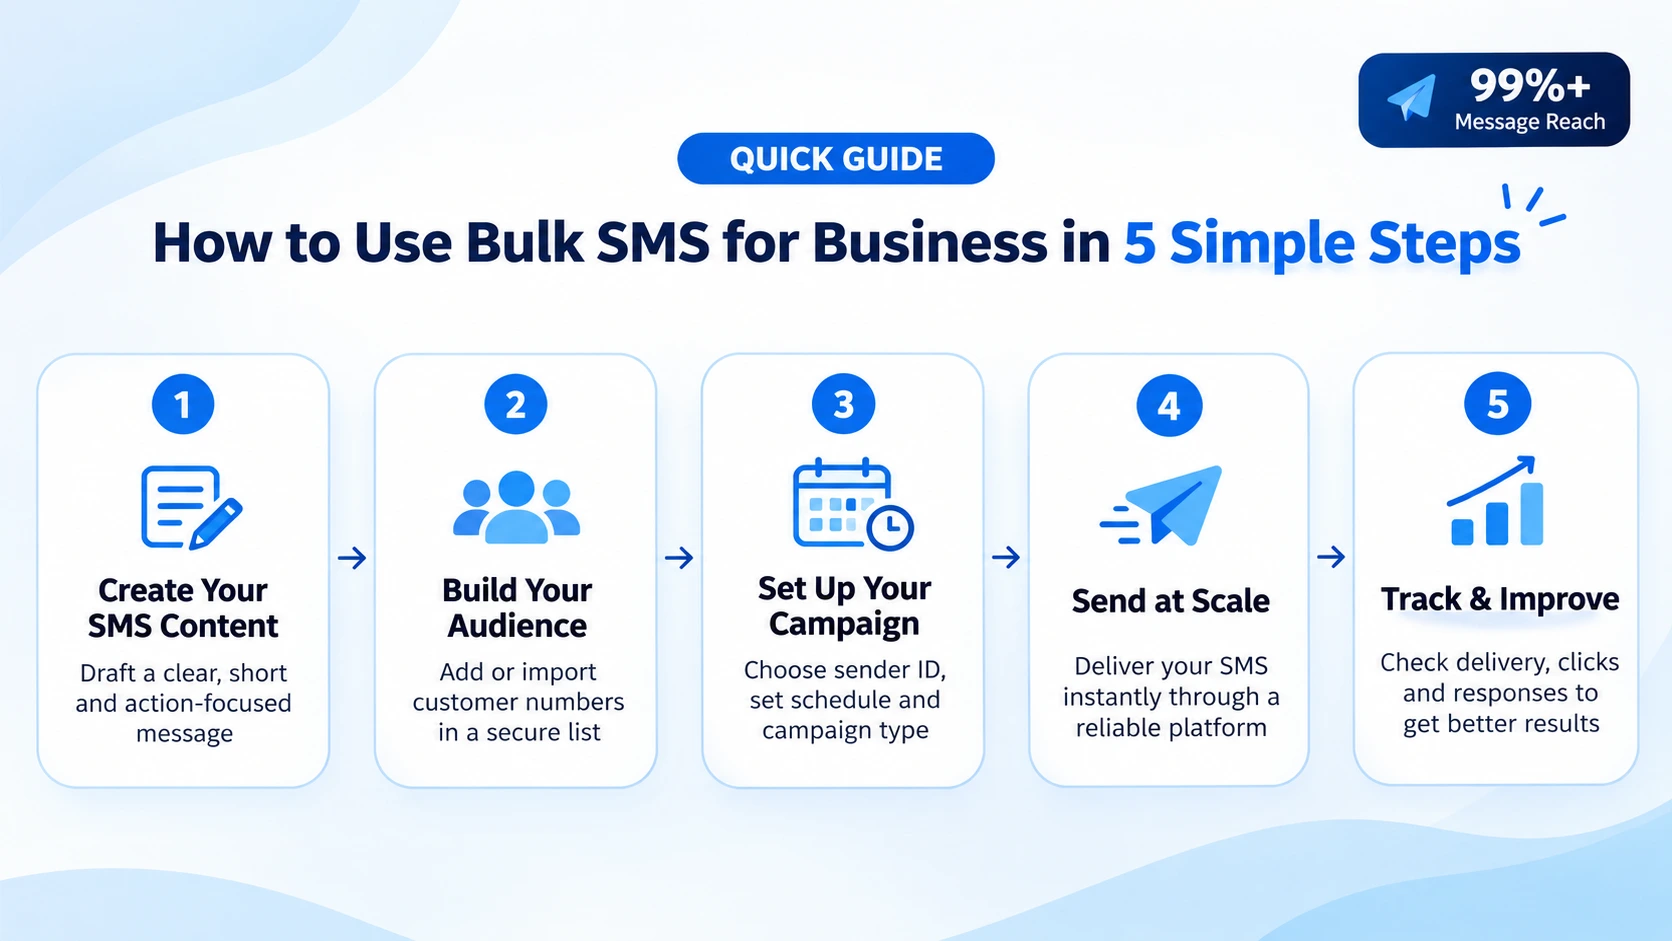 99%+
Message Reach
QUICK GUIDE
How to Use Bulk SMS for Business in 5 Simple Steps
1
Create Your
SMS Content
Draft a clear, short
and action-focused
message
2
Build Your
Audience
Add or import
customer numbers
in a secure list
3
Set Up Your
Campaign
Choose sender ID,
set schedule and
campaign type
4
Send at Scale
Deliver your SMS
instantly through a
reliable platform
5
Track & Improve
Check delivery, clicks
and responses to
get better results